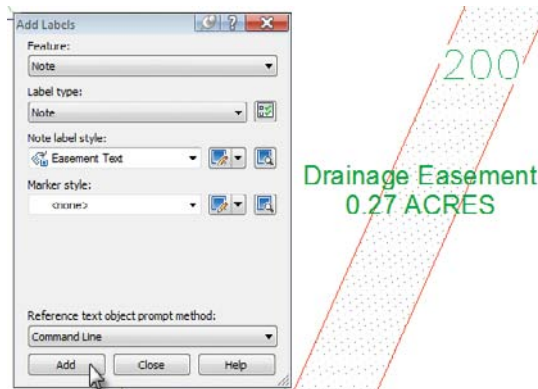 Add Labels
Feature:
Note
Label type:
Note
Note label style:
Easement Text
Marker style:
<none>
Reference text object prompt method:
Command Line
Add
Close
Help
200
Drainage Easement
0.27 ACRES